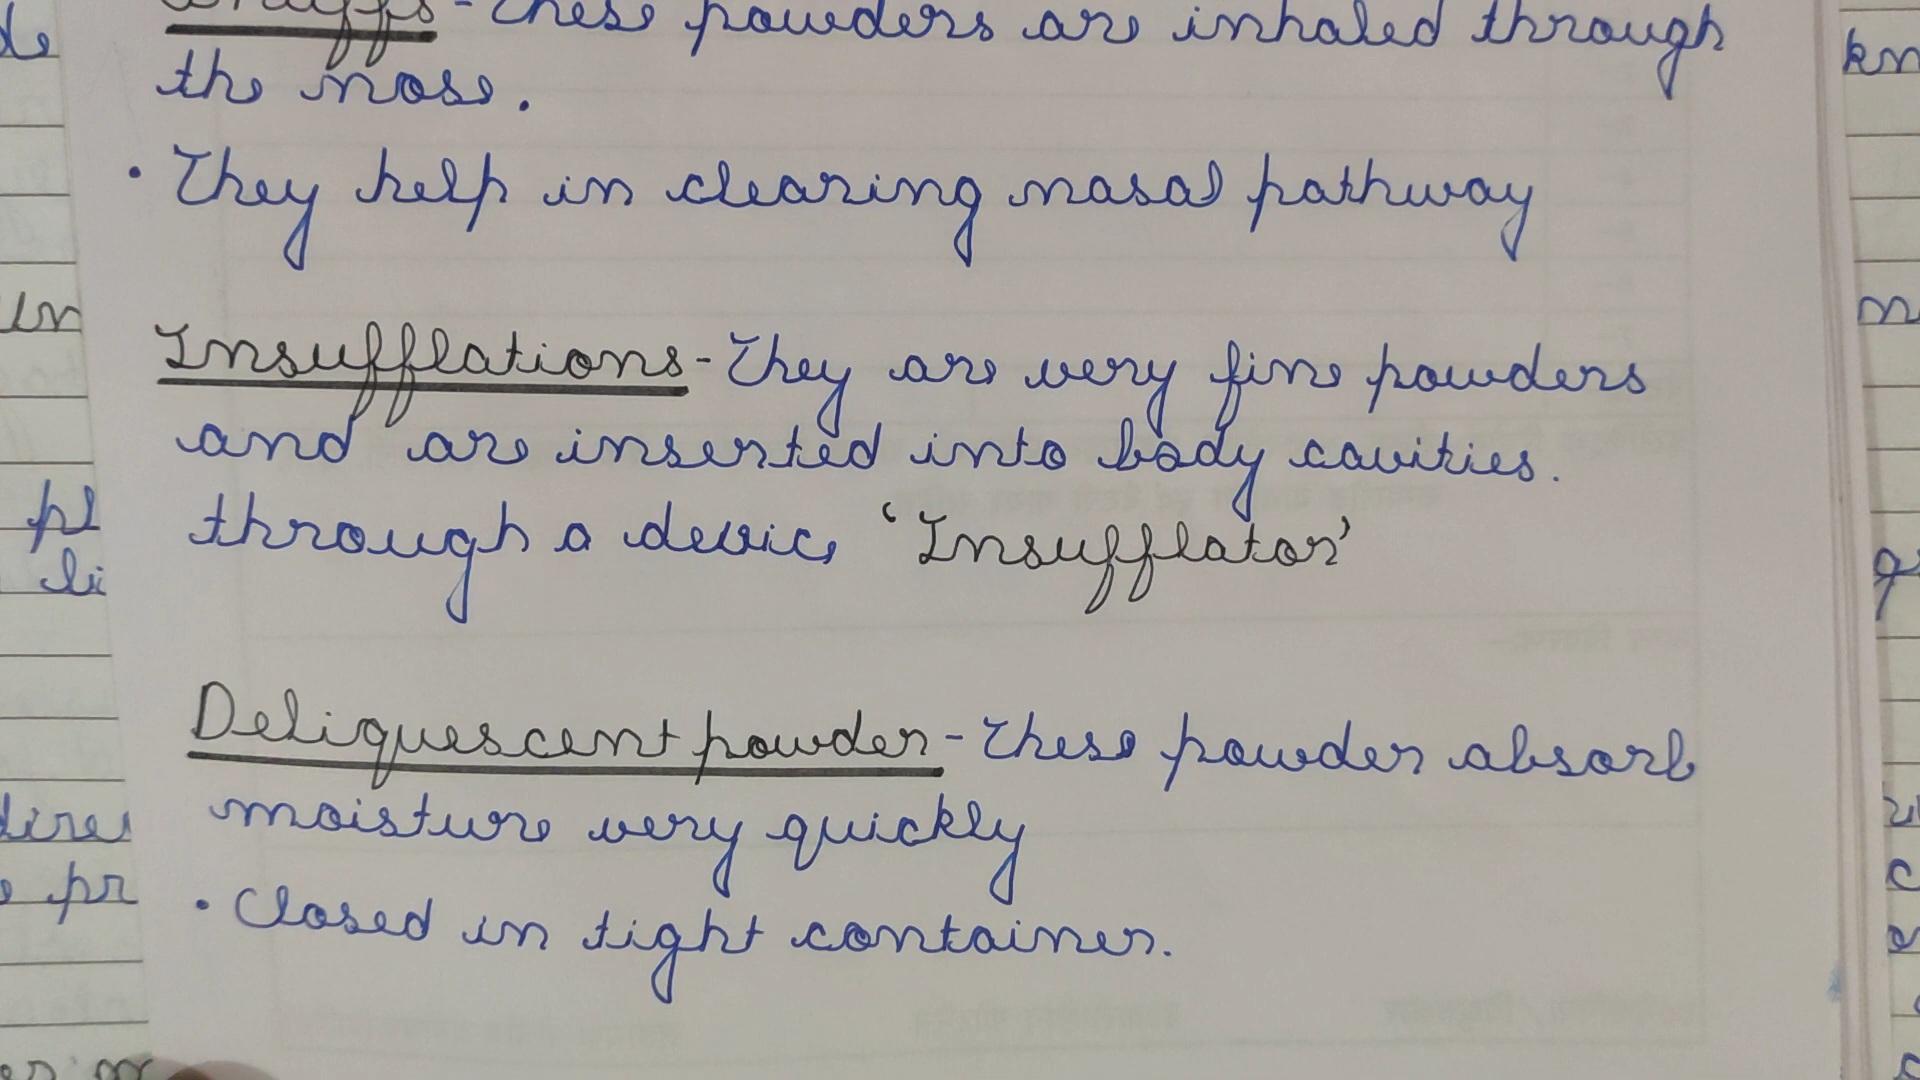 Snuffs - These powders are inhaled through
the nose.
• They help in clearing nasal pathway
Insufflations - They are very fine powders
and are inserted into body cavities.
through a device 'Insufflator'
Deliquescent powder - These powder absorb
moisture very quickly
• Closed in tight container.